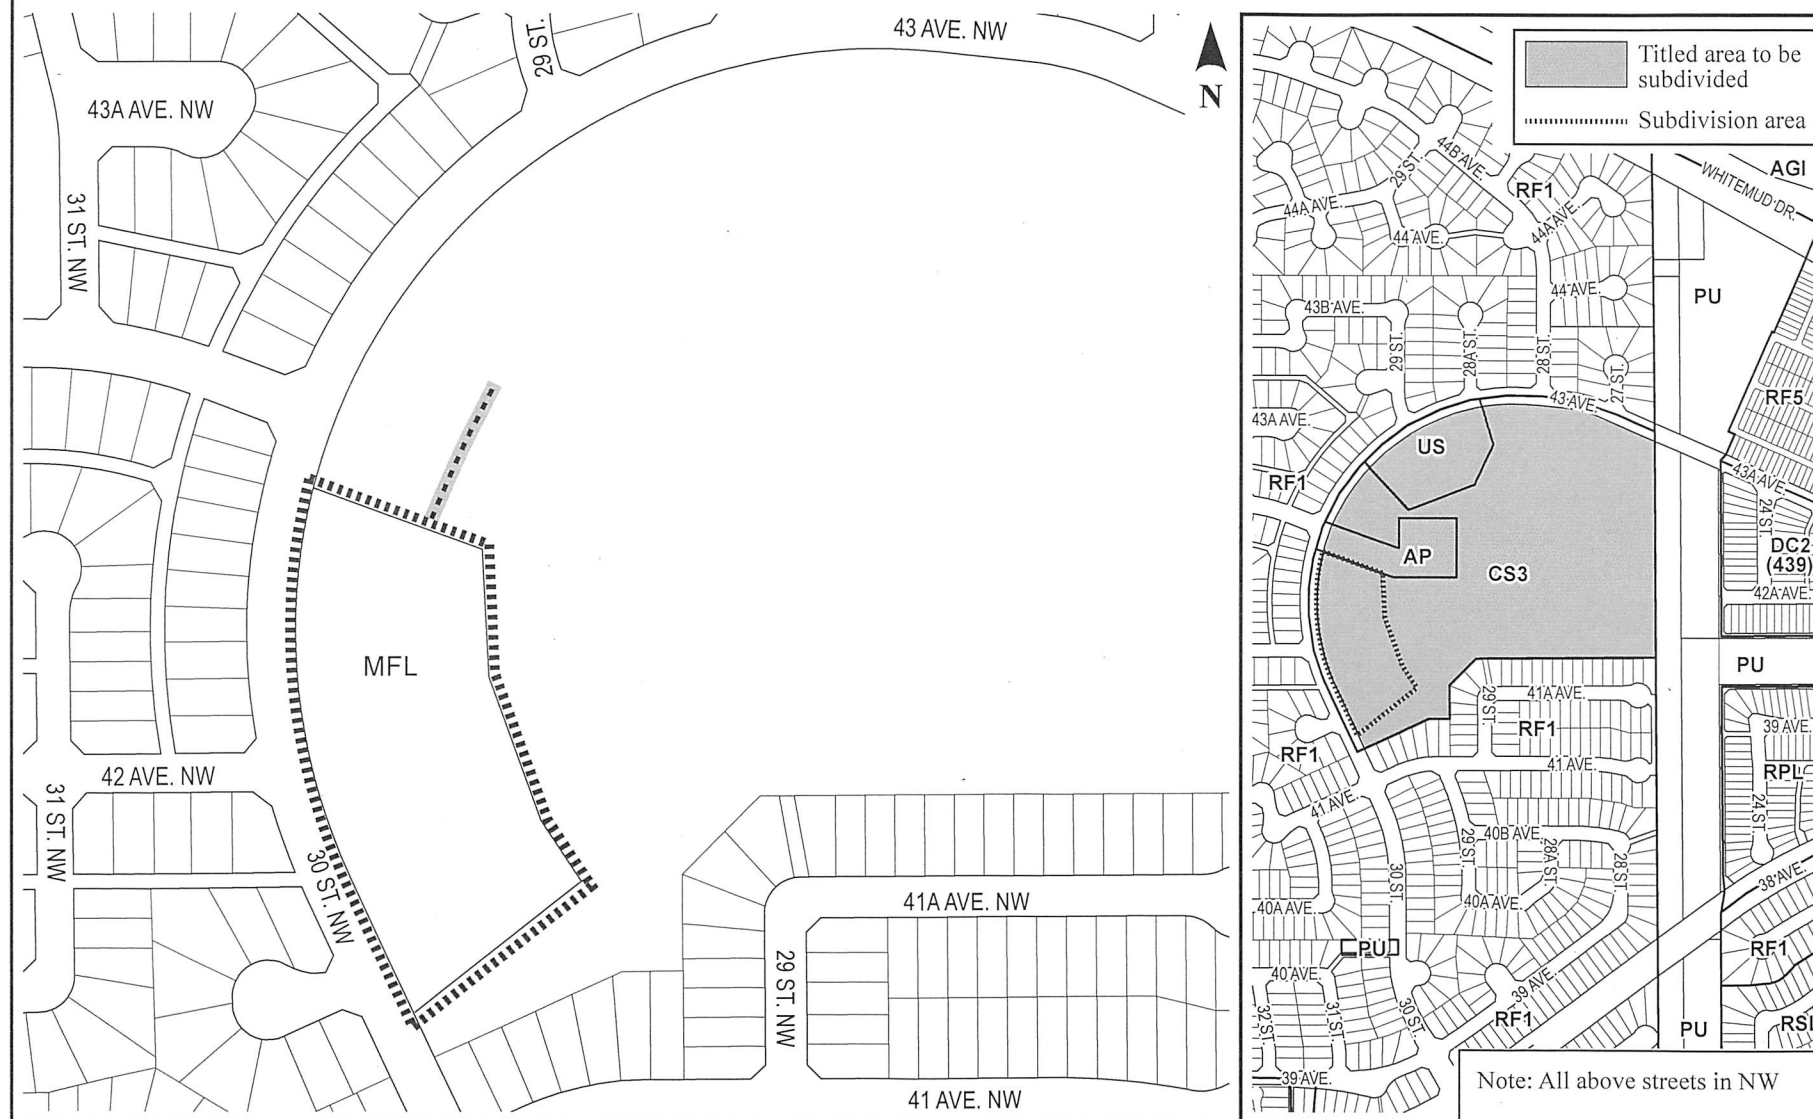 43 AVE. NW
29 ST.
43A AVE. NW
31 ST. NW
N
MFL
42 AVE. NW
31 ST. NW
30 ST. NW
41A AVE. NW
29 ST. NW
41 AVE. NW
Titled area to be
subdivided
Subdivision area
AGI
WHITEMUD DR.
44B AVE.
29 ST.
RF1
44A AVE.
44A AVE.
44 AVE.
44 AVE.
PU
43B AVE.
29 ST.
28A ST.
28 ST.
27 ST.
43 AVE.
RF5
43A AVE.
US
RF1
43A AVE.
24 ST.
DC2
(439)
AP
CS3
42A AVE.
PU
29 ST.
41A AVE.
RF1
39 AVE.
RF1
41 AVE.
RPL
41 AVE.
24 ST.
29 ST.
40B AVE.
28A ST.
28 ST.
30 ST.
38 AVE.
40A AVE.
40A AVE.
PU
RF1
40 AVE.
39 AVE.
32 ST.
31 ST.
30 ST.
RF1
PU
39 AVE.
Note: All above streets in NW